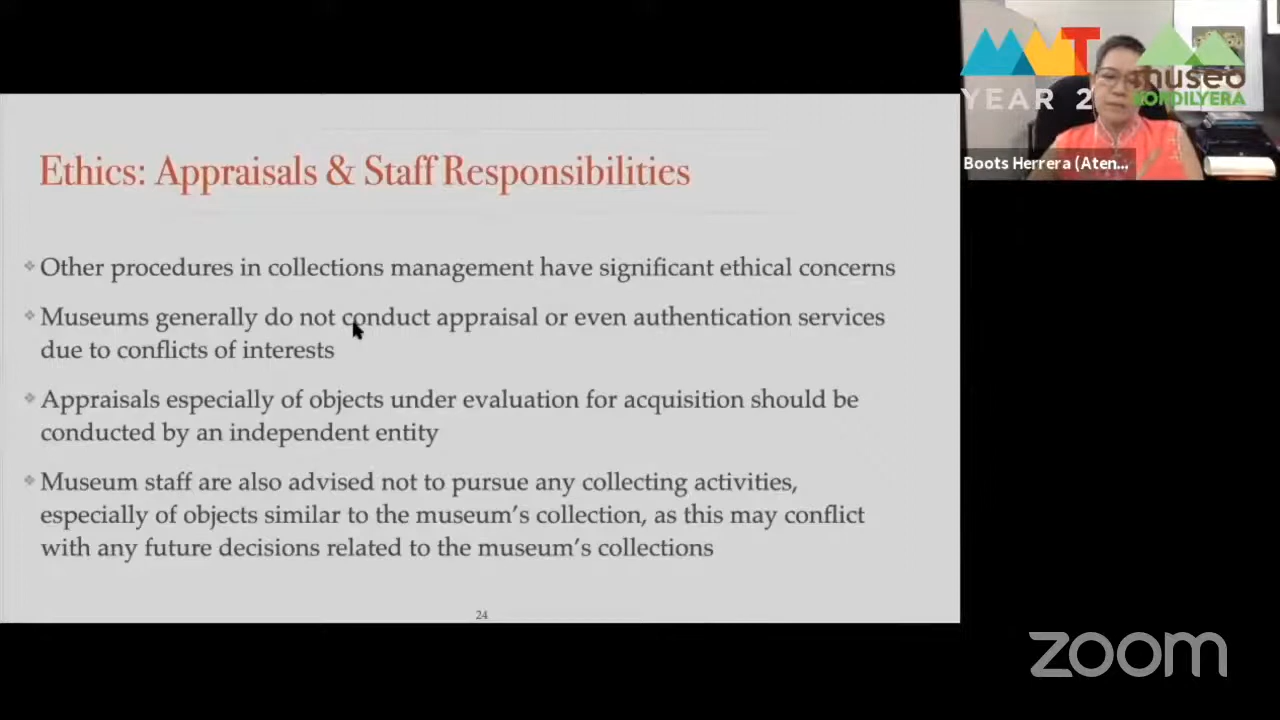 Ethics: Appraisals & Staff Responsibilities
❖ Other procedures in collections management have significant ethical concerns
❖ Museums generally do not conduct appraisal or even authentication services
due to conflicts of interests
❖ Appraisals especially of objects under evaluation for acquisition should be
conducted by an independent entity
❖ Museum staff are also advised not to pursue any collecting activities,
especially of objects similar to the museum's collection, as this may conflict
with any future decisions related to the museum's collections
24
MMT
YEAR 2
museo
KORDILYERA
Boots Herrera (Aten...
zoom